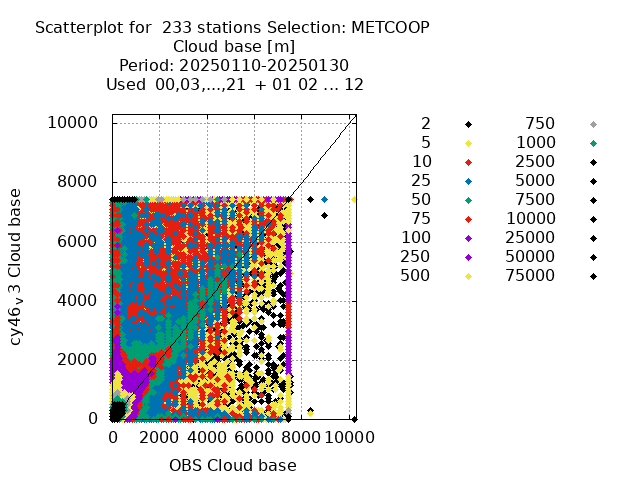 Scatterplot for 233 stations Selection: METCOOP
Cloud base [m]
Period: 20250110-20250130
Used 00,03,...,21 + 01 02 ... 12
10000
8000
6000
4000
2000
0
cy46v3 Cloud base
0 2000 4000 6000 8000 10000
OBS Cloud base
2 750
5 1000
10 2500
25 5000
50 7500
75 10000
100 25000
250 50000
500 75000